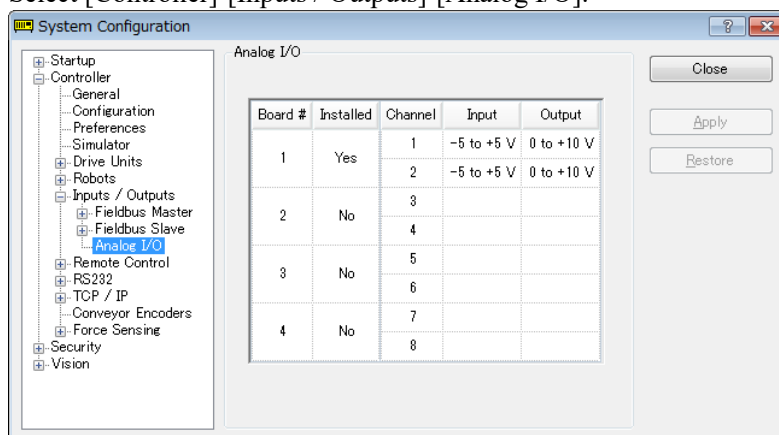 Select [Controller]-[Inputs / Outputs]-[Analog I/O].
System Configuration
Startup
Controller
General
Configuration
Preferences
Simulator
Drive Units
Robots
Inputs / Outputs
Fieldbus Master
Fieldbus Slave
Analog I/O
Remote Control
RS232
TCP / IP
Conveyor Encoders
Force Sensing
Security
Vision
Analog I/O
Board # Installed Channel Input Output
1 Yes 1 -5 to +5 V 0 to +10 V
2 -5 to +5 V 0 to +10 V
2 No 3
4
3 No 5
6
4 No 7
8
Close
Apply
Restore